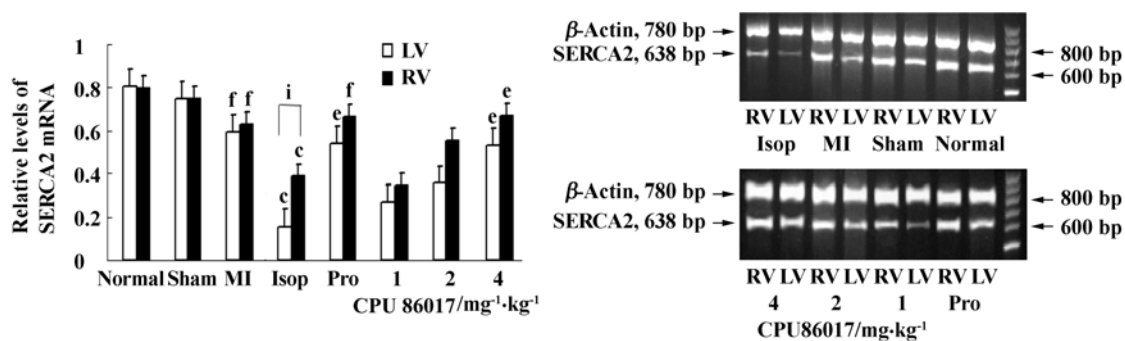 Relative levels of
SERCA2 mRNA
1
0.8
0.6
0.4
0.2
0
LV
RV
f f
i
c c
e f
e e
Normal Sham MI Isop Pro 1 2 4
CPU 86017/mg⁻¹·kg⁻¹
β-Actin, 780 bp
SERCA2, 638 bp
800 bp
600 bp
RV LV RV LV RV LV RV LV
Isop MI Sham Normal
β-Actin, 780 bp
SERCA2, 638 bp
800 bp
600 bp
RV LV RV LV RV LV RV LV
4 2 1 Pro
CPU86017/mg·kg⁻¹